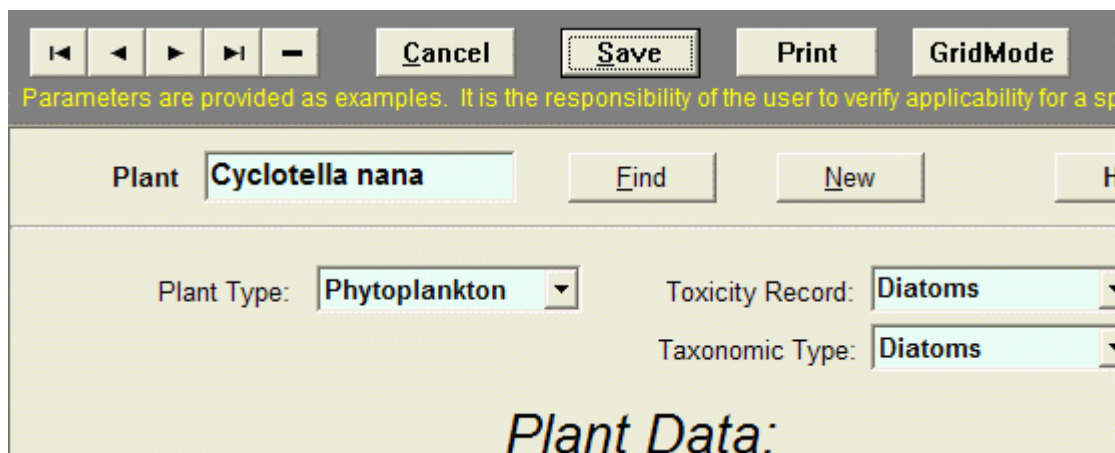 Cancel Save Print GridMode
Parameters are provided as examples. It is the responsibility of the user to verify applicability for a
Plant Cyclotella nana Find New
Plant Type: Phytoplankton Toxicity Record: Diatoms
Taxonomic Type: Diatoms
Plant Data: